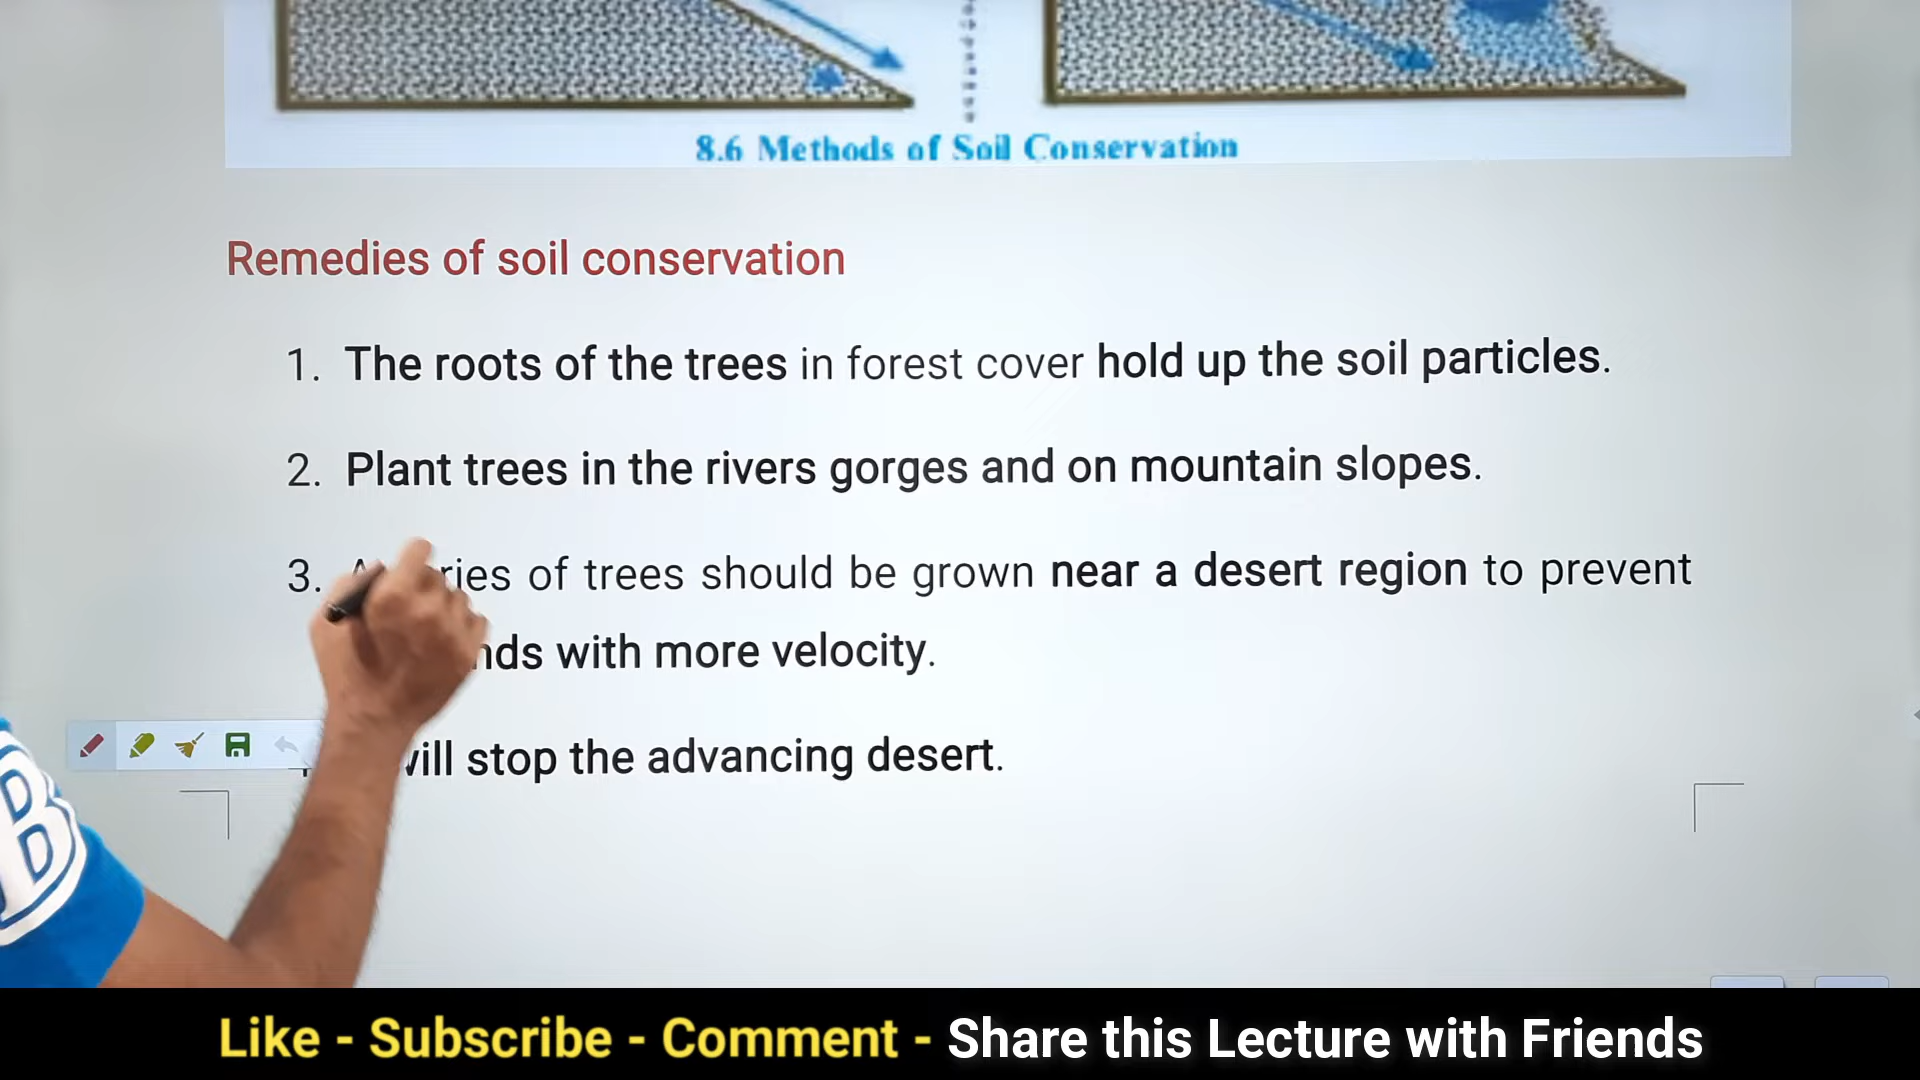 8.6 Methods of Soil Conservation
Remedies of soil conservation
1. The roots of the trees in forest cover hold up the soil particles.
2. Plant trees in the rivers gorges and on mountain slopes.
3. of trees should be grown near a desert region to prevent
with more velocity.
stop the advancing desert.
B
Like - Subscribe - Comment - Share this Lecture with Friends